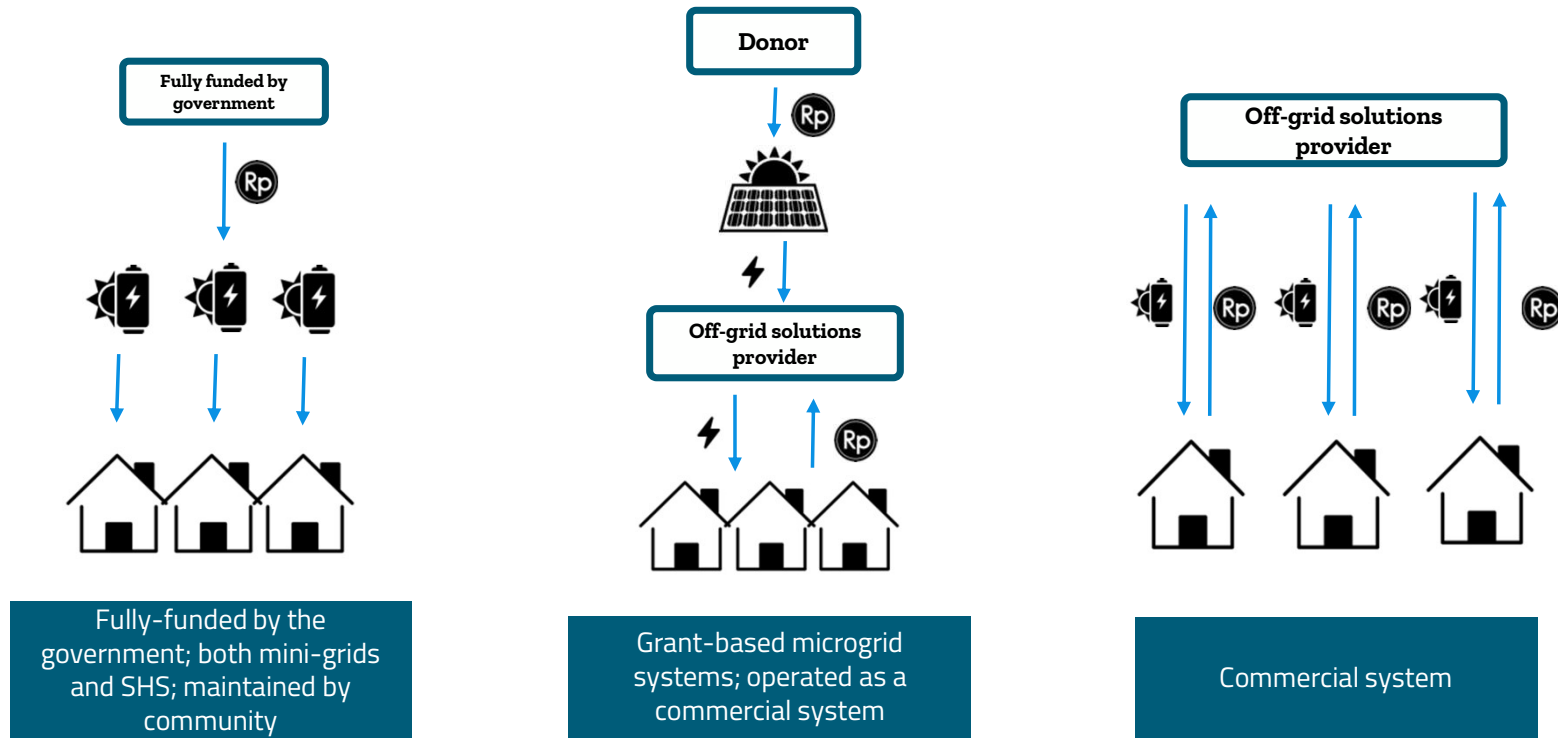 Fully funded by
government
Rp
Fully-funded by the
government; both mini-grids
and SHS; maintained by
community
Donor
Rp
Off-grid solutions
provider
Rp
Grant-based microgrid
systems; operated as a
commercial system
Off-grid solutions
provider
Rp
Rp
Rp
Commercial system